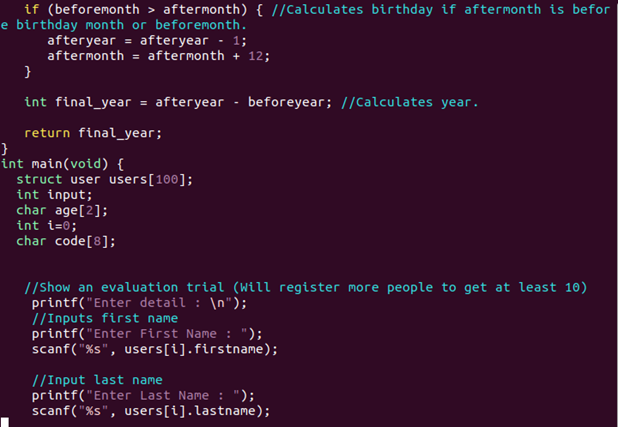 if (beforemonth > aftermonth) { //Calculates birthday if aftermonth is befor
e birthday month or beforemonth.
afteryear = afteryear - 1;
aftermonth = aftermonth + 12;
}
int final_year = afteryear - beforeyear; //Calculates year.
return final_year;
}
int main(void) {
struct user users[100];
int input;
char age[2];
int i=0;
char code[8];
//Show an evaluation trial (Will register more people to get at least 10)
printf("Enter detail : \n");
//Inputs first name
printf("Enter First Name : ");
scanf("%s", users[i].firstname);
//Input last name
printf("Enter Last Name : ");
scanf("%s", users[i].lastname);